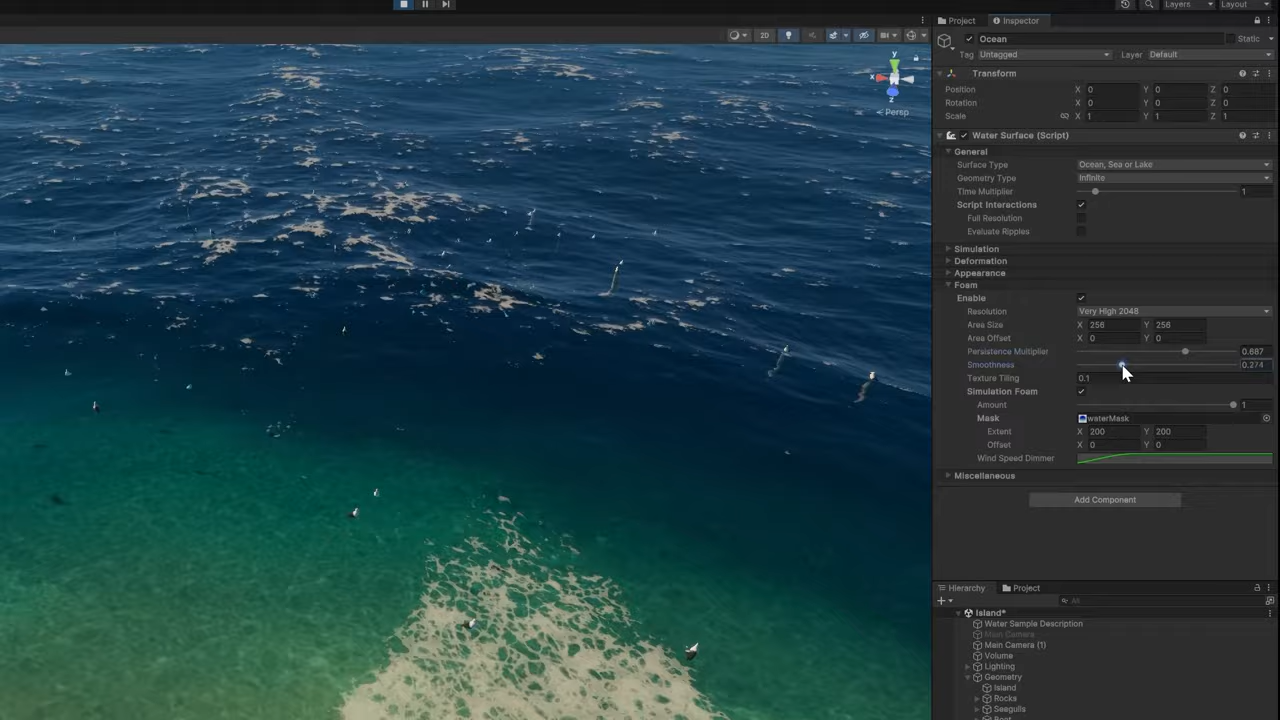 Layers Layout
Project Inspector
2D
Ocean Static
Tag Untagged Layer Default
y
x
z
Persp
Transform
Position X 0 Y 0 Z 0
Rotation X 0 Y 0 Z 0
Scale X 1 Y 1 Z 1
Water Surface (Script)
General
Surface Type Ocean, Sea or Lake
Geometry Type Infinite
Time Multiplier 1
Script Interactions
Full Resolution
Evaluate Ripples
Simulation
Deformation
Appearance
Foam
Enable
Resolution Very High 2048
Area Size X 256 Y 256
Area Offset X 0 Y 0
Persistence Multiplier 0.687
Smoothness 0.274
Texture Tiling 0.1
Simulation Foam
Amount 1
Mask waterMask
Extent X 200 Y 200
Offset X 0 Y 0
Wind Speed Dimmer
Miscellaneous
Add Component
Hierarchy Project
All
Island*
Water Sample Description
Main Camera
Main Camera (1)
Volume
Lighting
Geometry
Island
Rocks
Seegulls